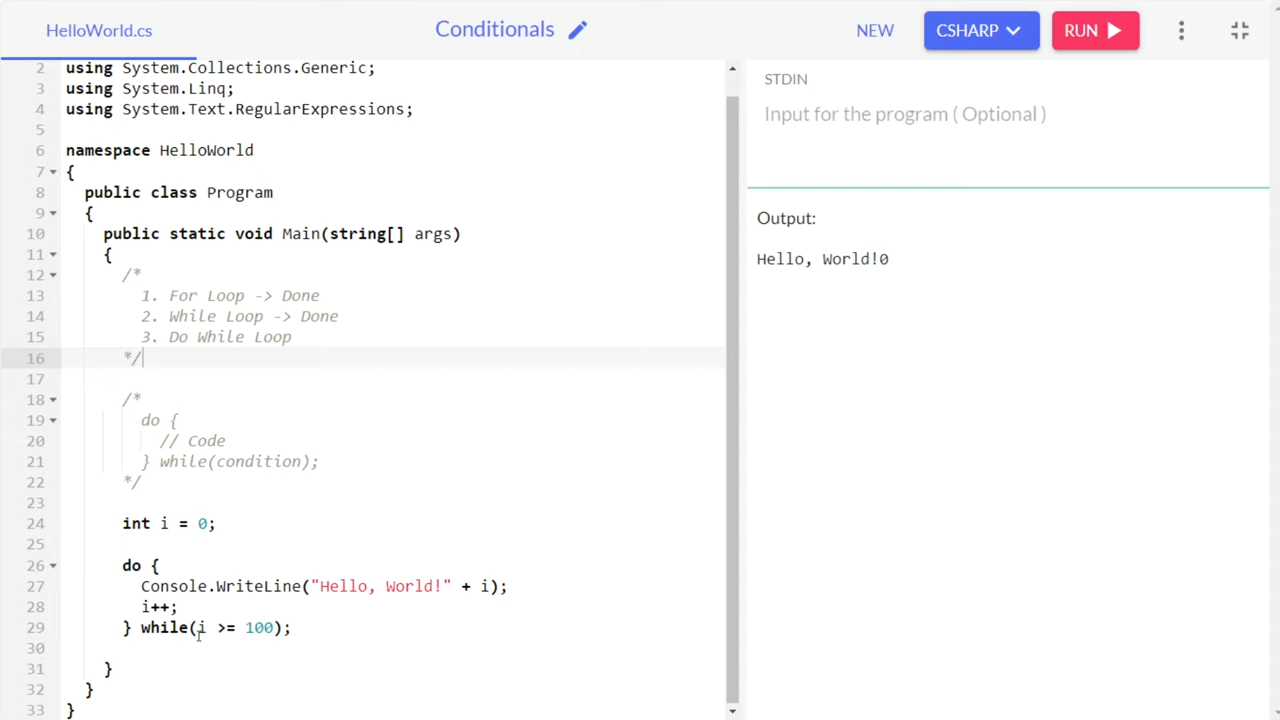 HelloWorld.cs
Conditionals
NEW
CSHARP
RUN
2 using System.Collections.Generic;
3 using System.Linq;
4 using System.Text.RegularExpressions;
5
6 namespace HelloWorld
7 {
8 public class Program
9 {
10 public static void Main(string[] args)
11 {
12 /*
13 1. For Loop -> Done
14 2. While Loop -> Done
15 3. Do While Loop
16 */
17
18 /*
19 do {
20 // Code
21 } while(condition);
22 */
23
24 int i = 0;
25
26 do {
27 Console.WriteLine("Hello, World!" + i);
28 i++;
29 } while(i >= 100);
30
31 }
32 }
33 }
STDIN
Input for the program ( Optional )
Output:
Hello, World!0